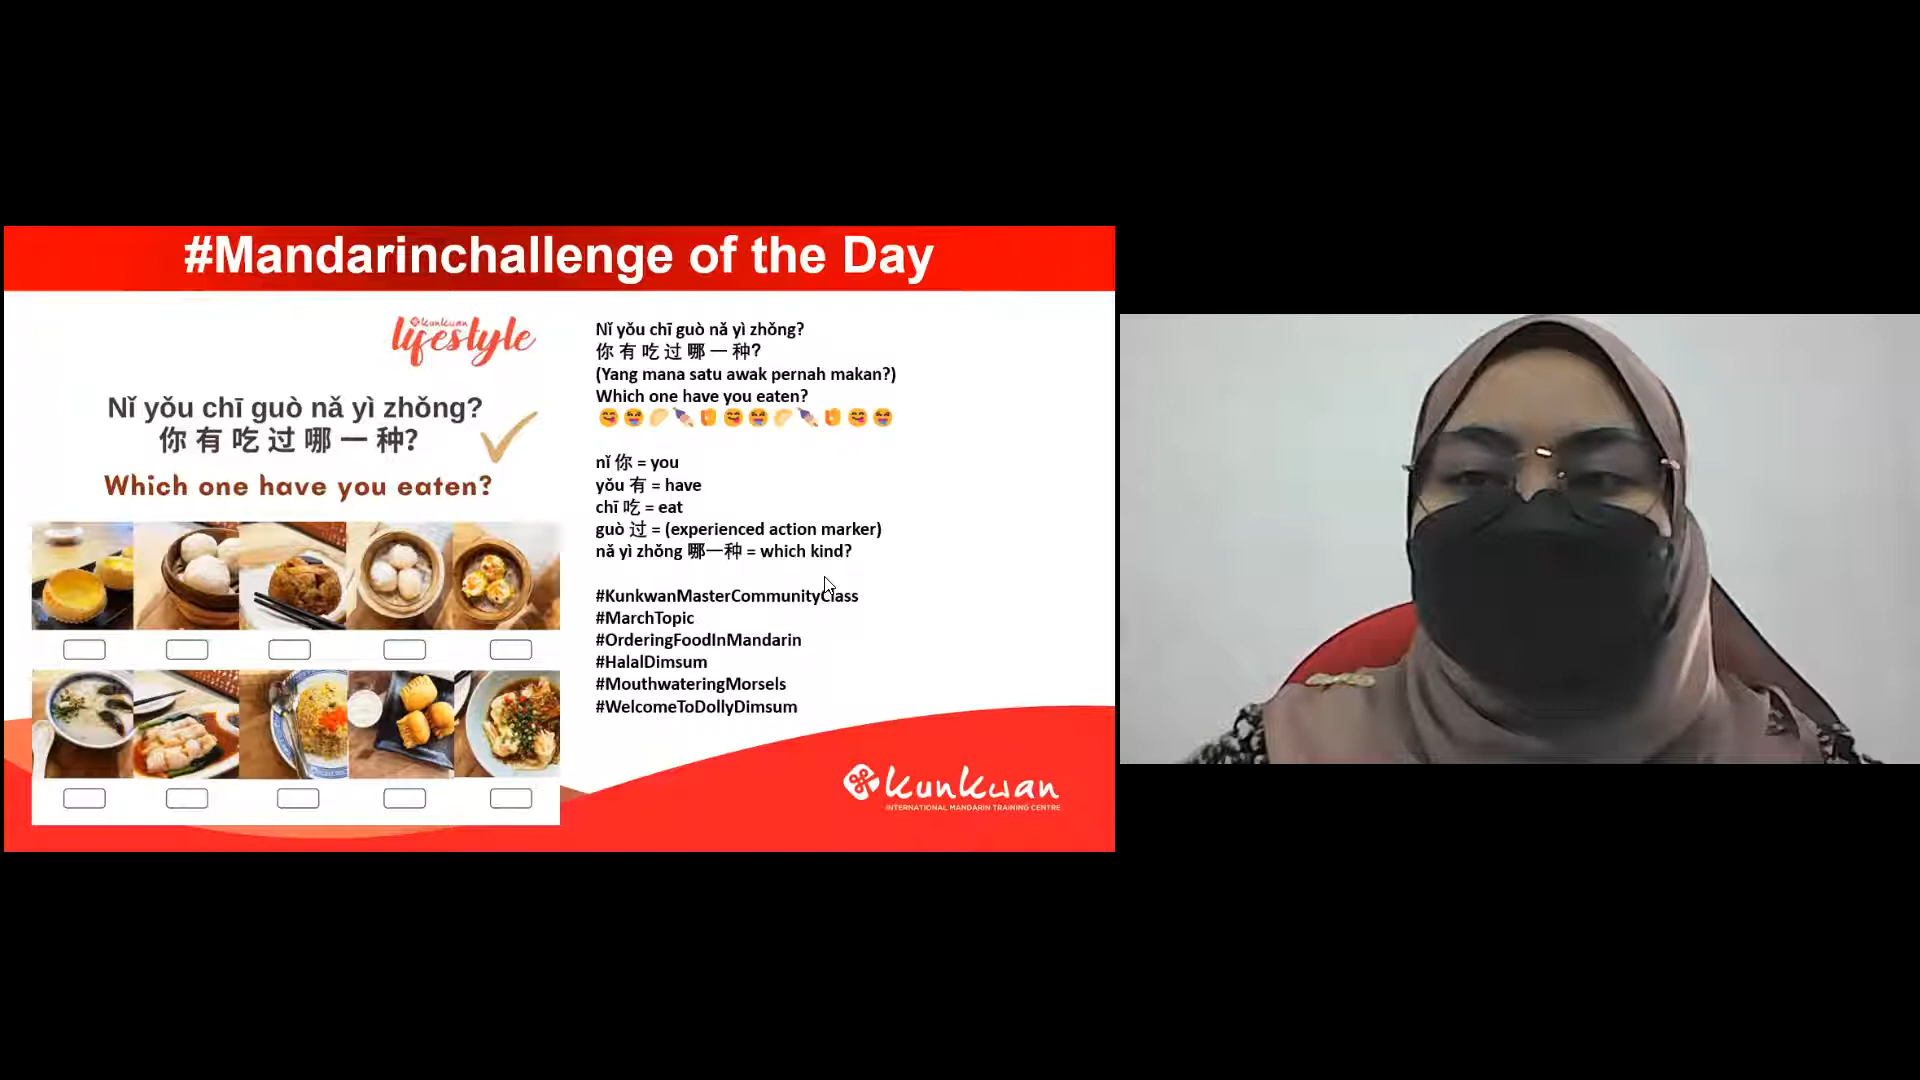 #Mandarinchallenge of the Day
kunkwan
lifestyle
Nǐ yǒu chī guò nǎ yì zhǒng?
你 有 吃 过 哪 一 种?
Which one have you eaten?
Nǐ yǒu chī guò nǎ yì zhǒng?
你 有 吃 过 哪 一 种?
(Yang mana satu awak pernah makan?)
Which one have you eaten?
😋😝🥟🍡🥠😋😝🥟🍡🥠😋😝
nǐ 你 = you
yǒu 有 = have
chī 吃 = eat
guò 过 = (experienced action marker)
nǎ yì zhǒng 哪一种 = which kind?
#KunkwanMasterCommunityClass
#MarchTopic
#OrderingFoodInMandarin
#HalalDimsum
#MouthwateringMorsels
#WelcomeToDollyDimsum
kunkwan
INTERNATIONAL MANDARIN TRAINING CENTRE